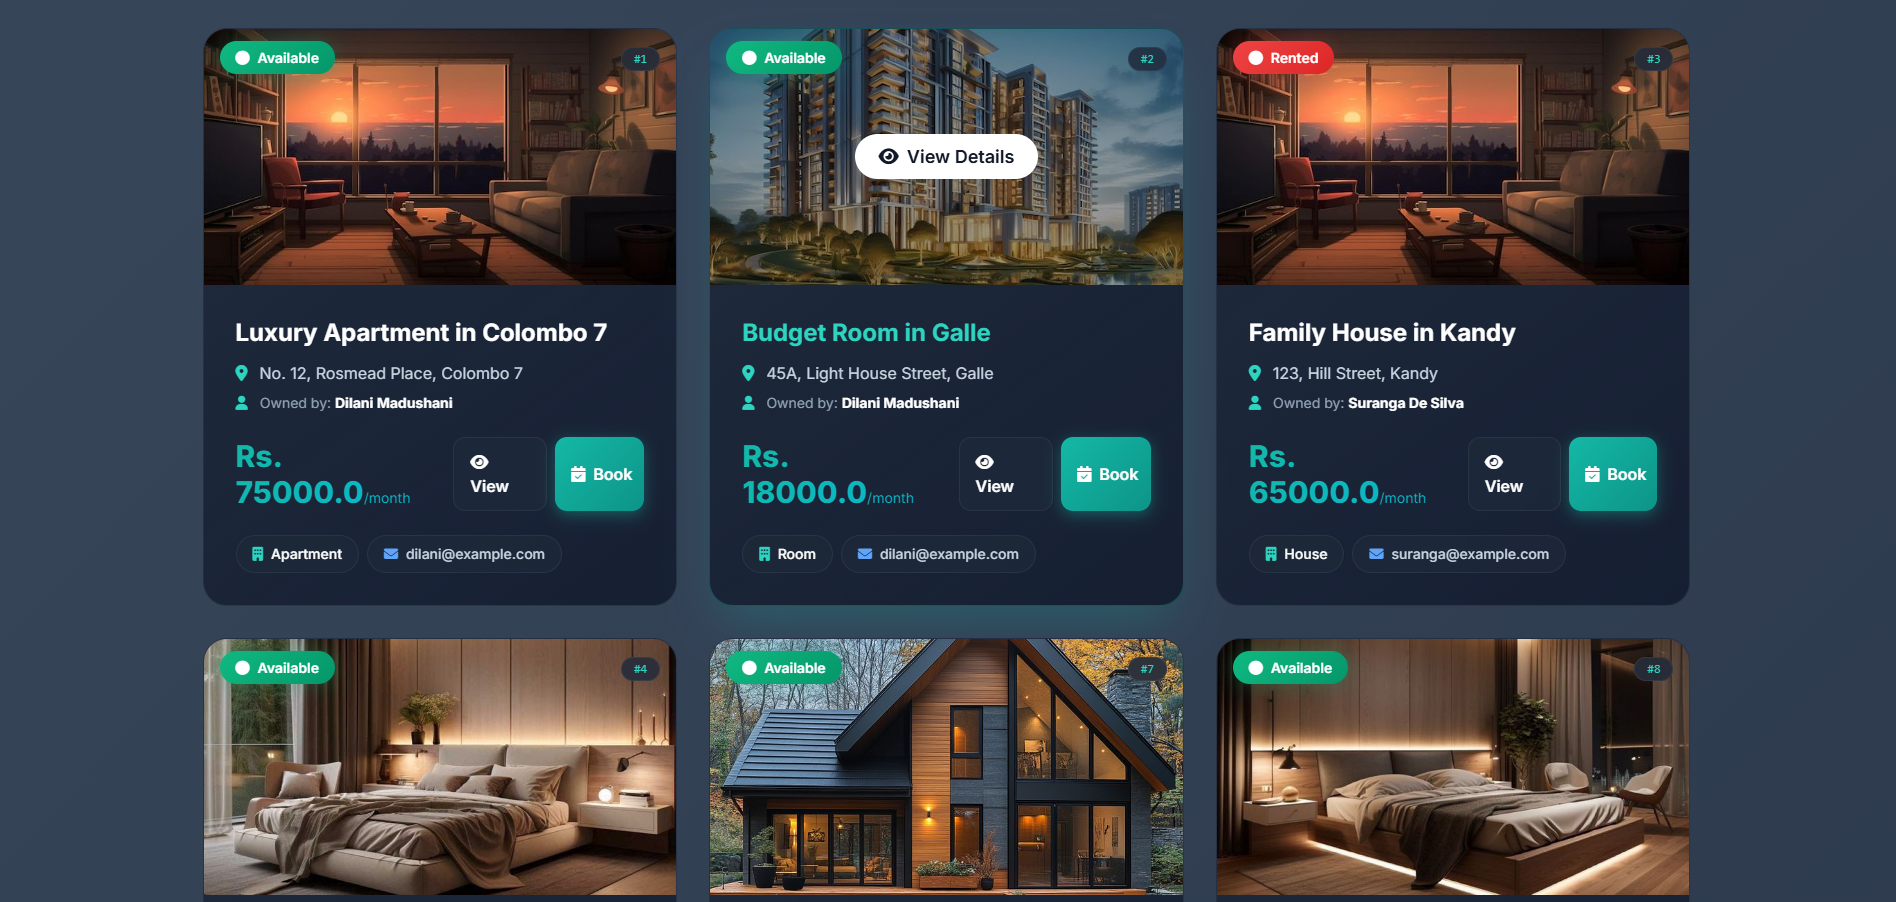 Available
#1
Luxury Apartment in Colombo 7
No. 12, Rosmead Place, Colombo 7
Owned by: Dilani Madushani
Rs.
75000.0/month
View
Book
Apartment
dilani@example.com
Available
#2
View Details
Budget Room in Galle
45A, Light House Street, Galle
Owned by: Dilani Madushani
Rs.
18000.0/month
View
Book
Room
dilani@example.com
Rented
#3
Family House in Kandy
123, Hill Street, Kandy
Owned by: Suranga De Silva
Rs.
65000.0/month
View
Book
House
suranga@example.com
Available
#4
Available
#7
Available
#8